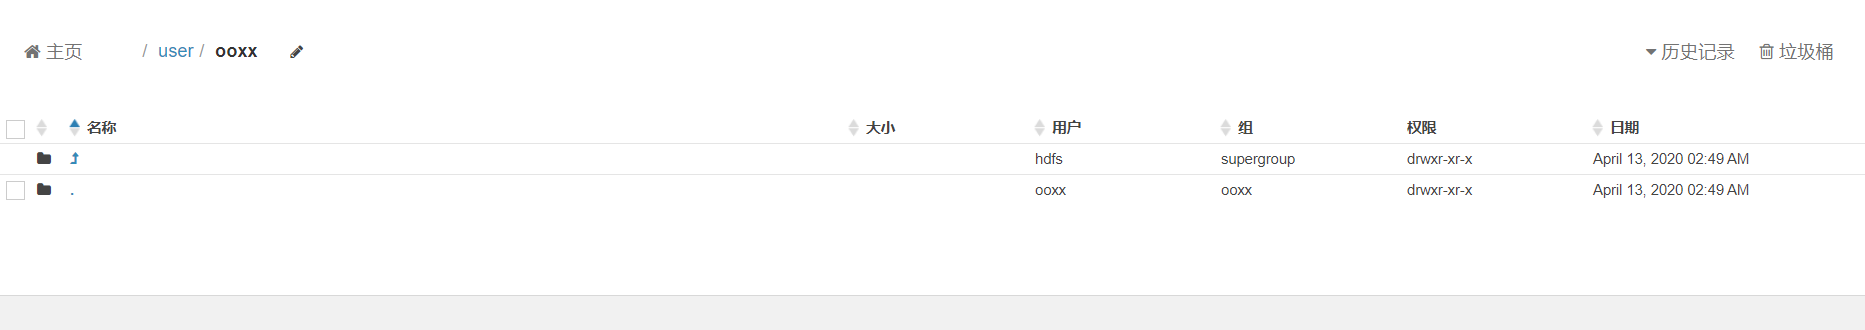 主页 / user / ooxx 历史记录 垃圾桶
名称 大小 用户 组 权限 日期
hdfs supergroup drwxr-xr-x April 13, 2020 02:49 AM
. ooxx ooxx drwxr-xr-x April 13, 2020 02:49 AM